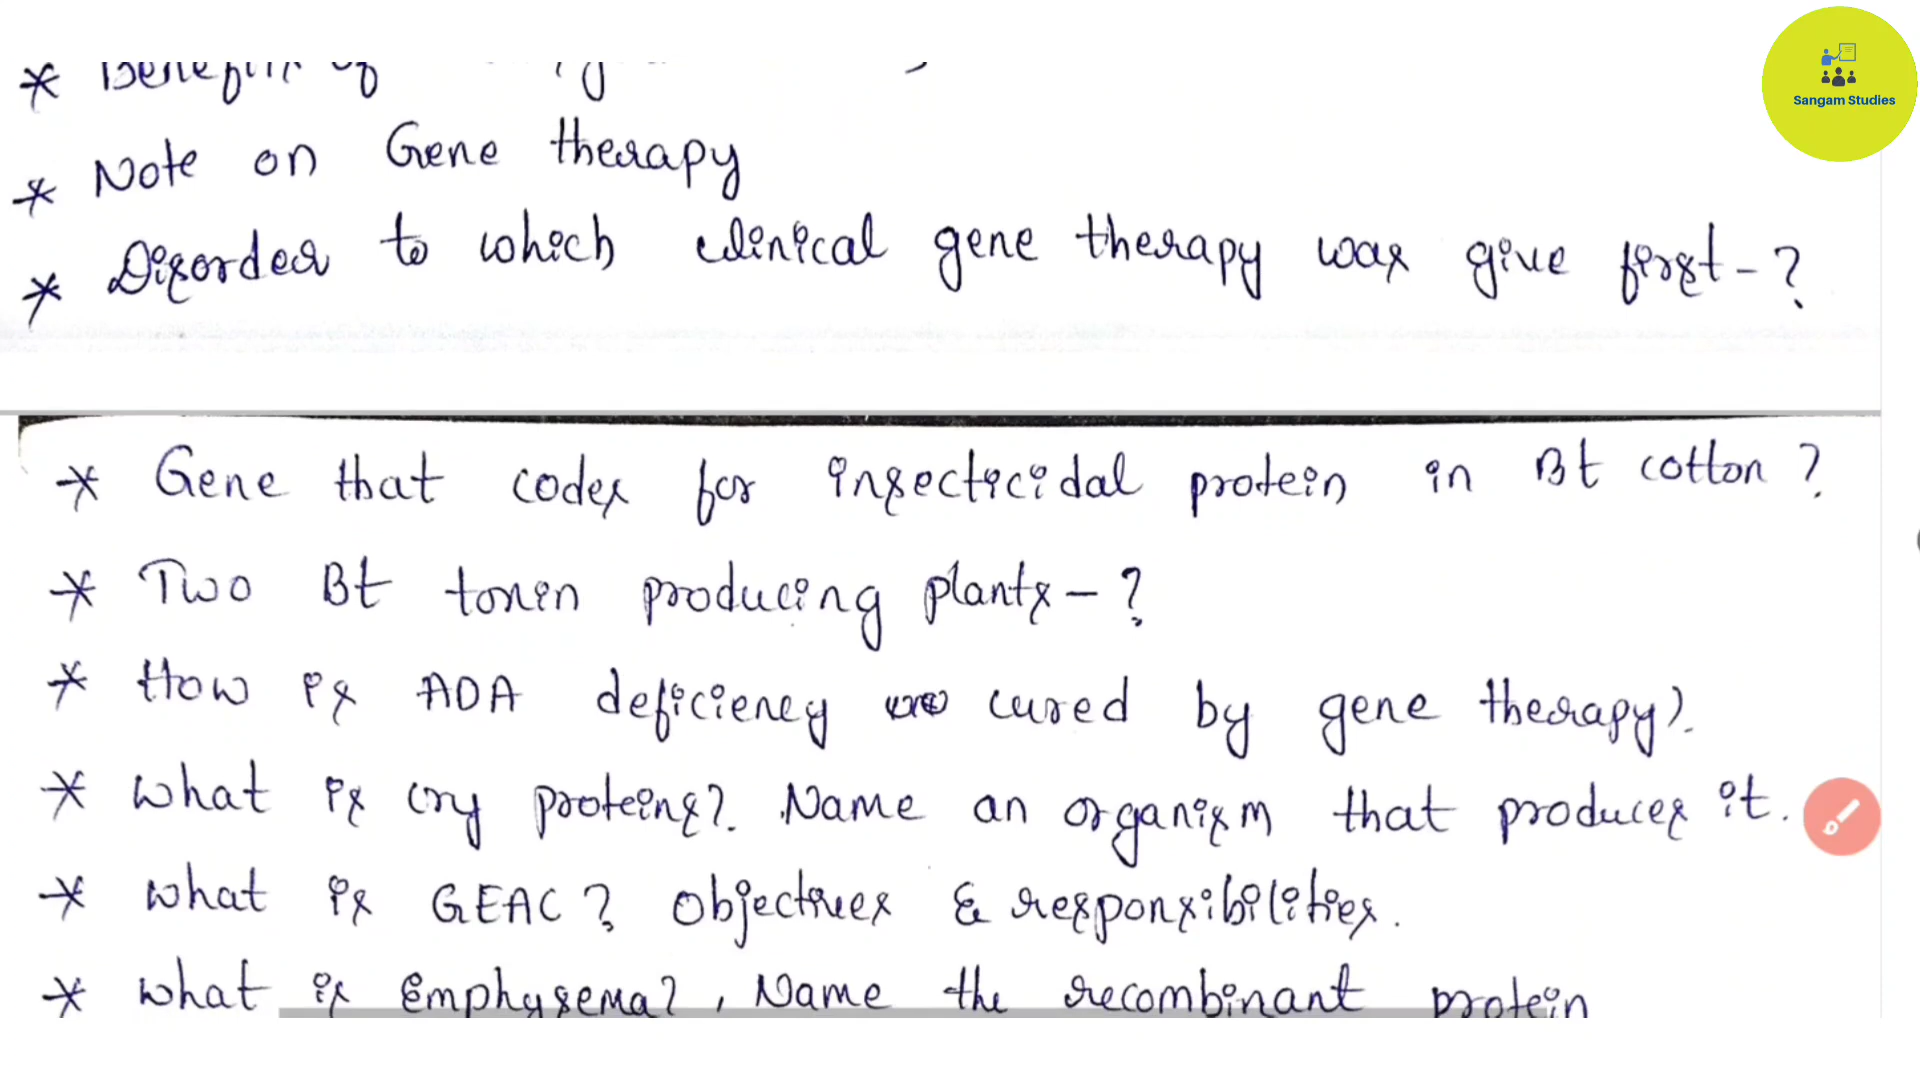 * Benefits of
Sangam Studies
* Note on Gene therapy
* Disorder to which clinical gene therapy was give first - ?
* Gene that codes for insecticidal protein in Bt cotton ?
* Two Bt toxin producing plants - ?
* How is ADA deficiency cured by gene therapy?
* What is cry proteins? Name an organism that produces it.
* What is GEAC? Objectives & responsibilities.
* What is Emphysema?, Name the recombinant protein